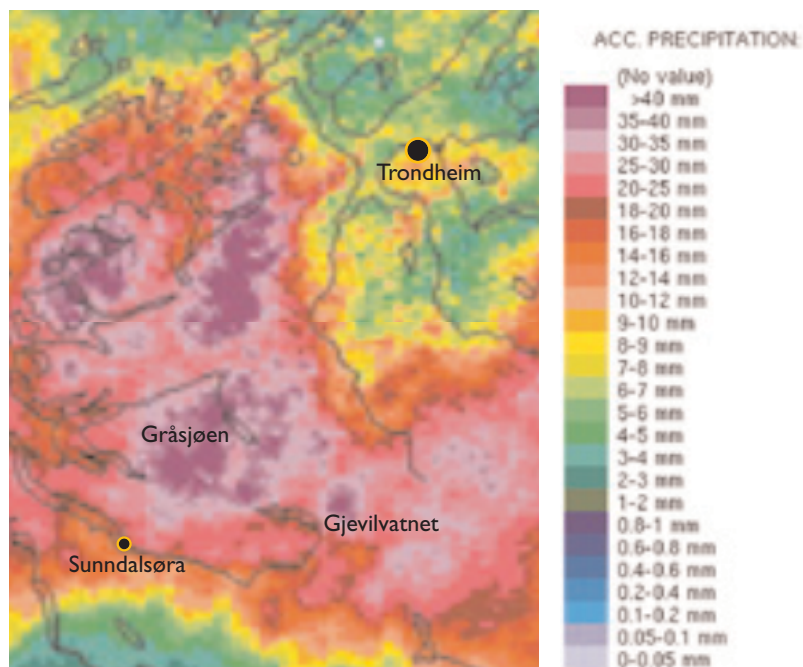 Trondheim
Gråsjøen
Gjevilvatnet
Sunndalsøra
ACC. PRECIPITATION:
(No value)
>40 mm
35-40 mm
30-35 mm
25-30 mm
20-25 mm
18-20 mm
16-18 mm
14-16 mm
12-14 mm
10-12 mm
9-10 mm
8-9 mm
7-8 mm
6-7 mm
5-6 mm
4-5 mm
3-4 mm
2-3 mm
1-2 mm
0.8-1 mm
0.6-0.8 mm
0.4-0.6 mm
0.2-0.4 mm
0.1-0.2 mm
0.05-0.1 mm
0-0.05 mm